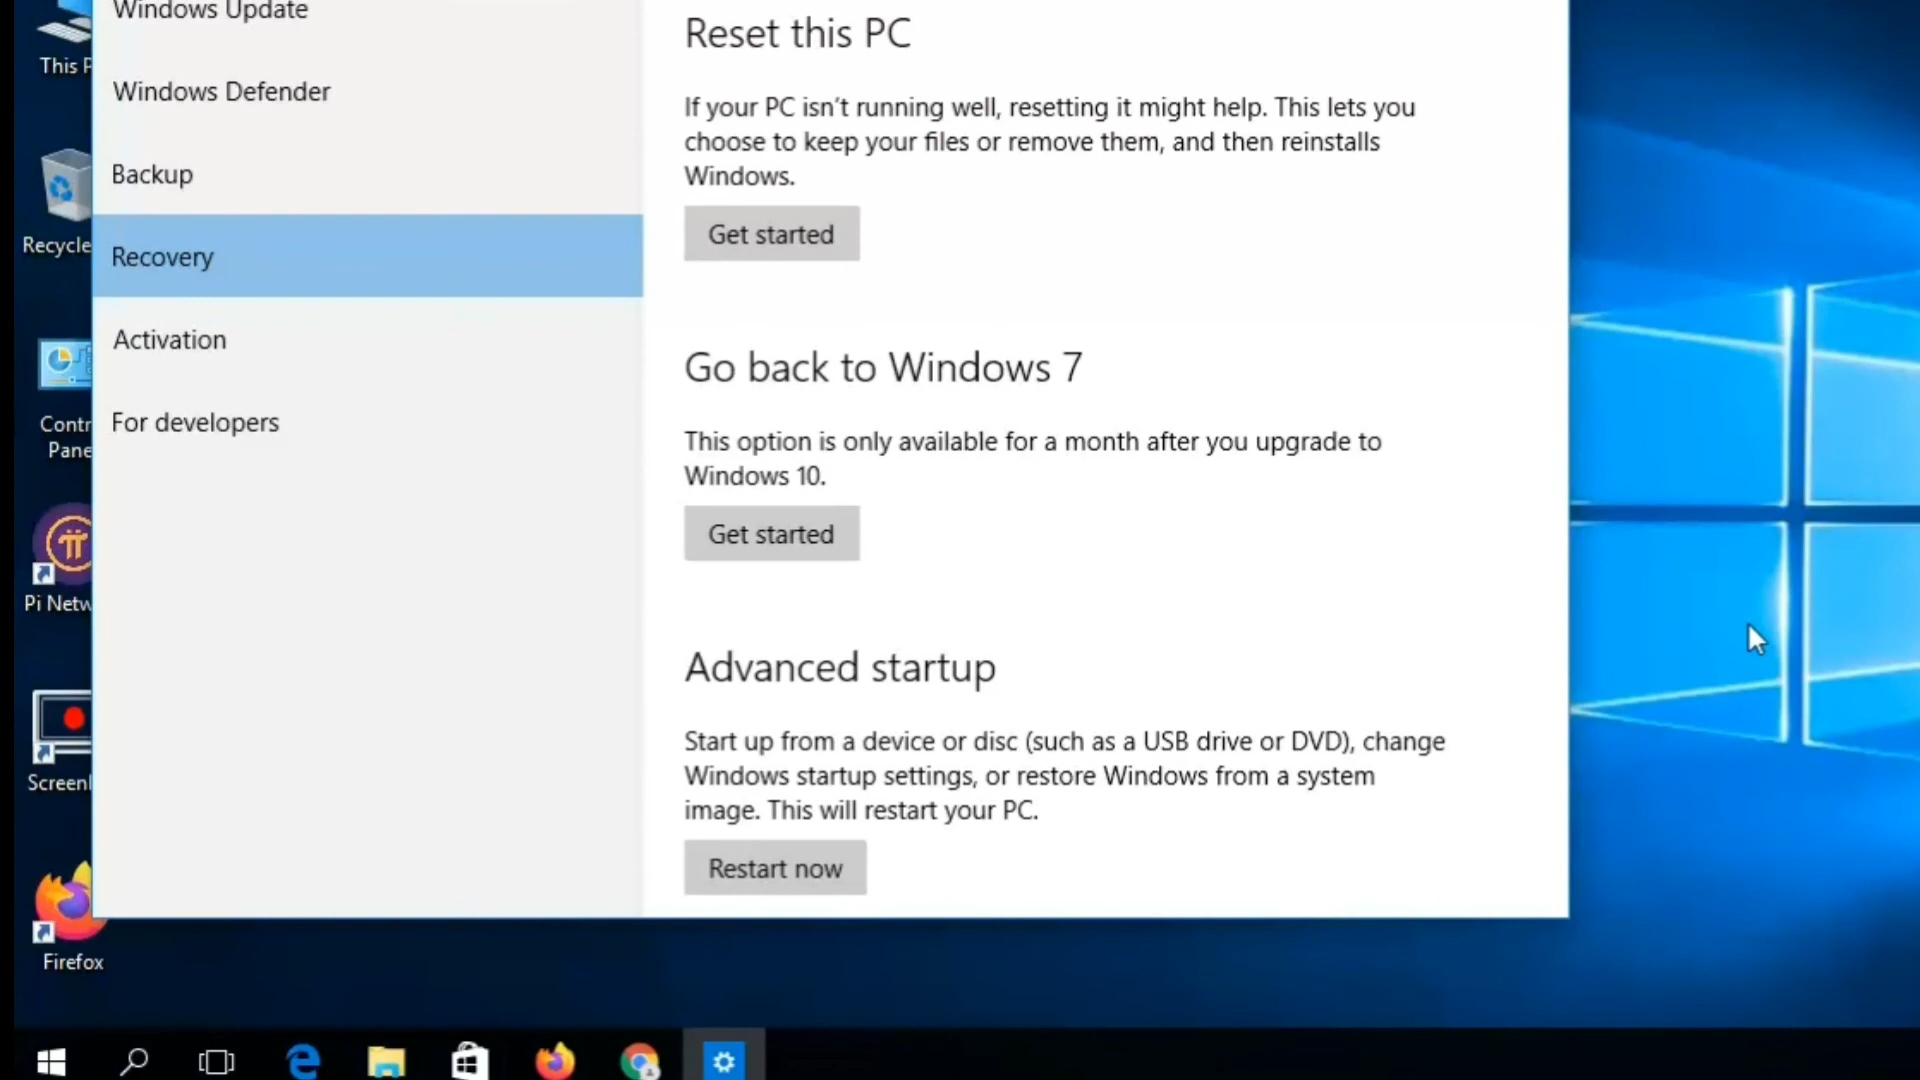 Windows Update
Windows Defender
Backup
Recovery
Activation
For developers
Reset this PC
If your PC isn't running well, resetting it might help. This lets you
choose to keep your files or remove them, and then reinstalls
Windows.
Get started
Go back to Windows 7
This option is only available for a month after you upgrade to
Windows 10.
Get started
Advanced startup
Start up from a device or disc (such as a USB drive or DVD), change
Windows startup settings, or restore Windows from a system
image. This will restart your PC.
Restart now
This P
Recycle
Contr
Pane
Pi Netw
Screenl
Firefox